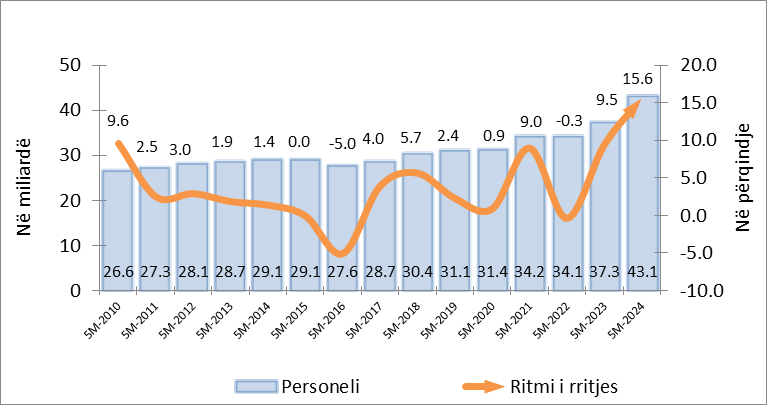 50
40
30
20
10
0
Në miliardë
20.0
15.0
10.0
5.0
0.0
-5.0
-10.0
Në përqindje
9.6 2.5 3.0 1.9 1.4 0.0 -5.0 4.0 5.7 2.4 0.9 9.0 -0.3 9.5 15.6
26.6 27.3 28.1 28.7 29.1 29.1 27.6 28.7 30.4 31.1 31.4 34.2 34.1 37.3 43.1
5M-2010 5M-2011 5M-2012 5M-2013 5M-2014 5M-2015 5M-2016 5M-2017 5M-2018 5M-2019 5M-2020 5M-2021 5M-2022 5M-2023 5M-2024
Personeli Ritmi i rritjes